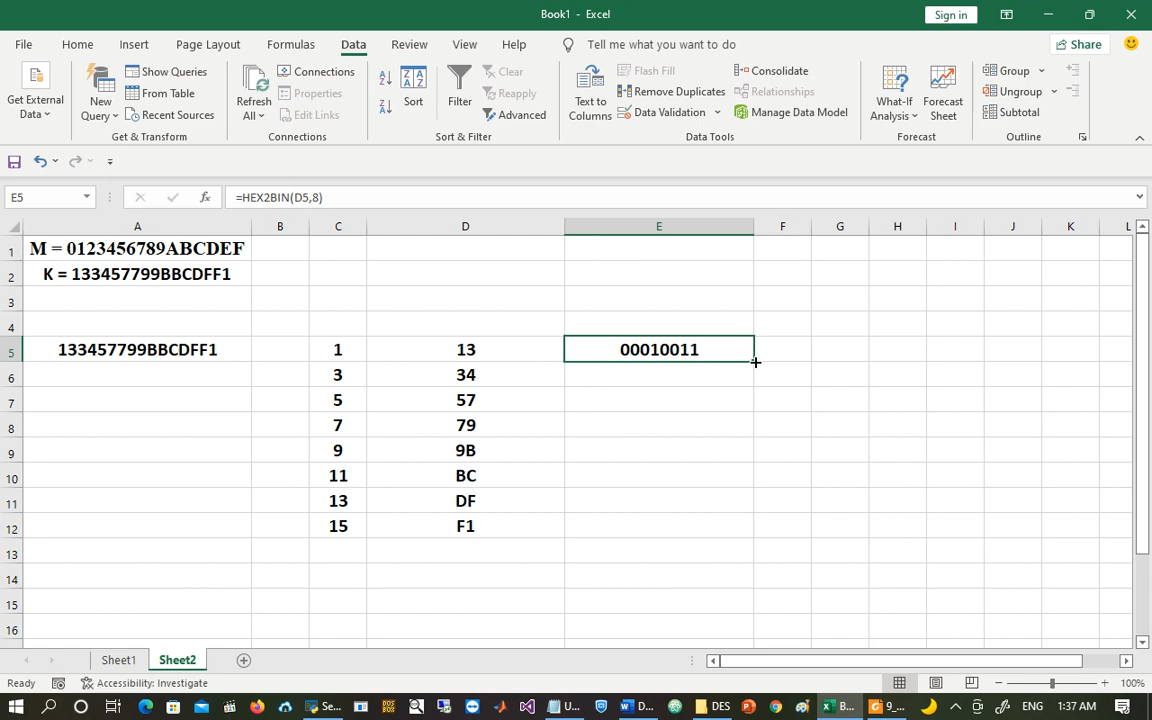 Book1 - Excel
Sign in
File Home Insert Page Layout Formulas Data Review View Help Tell me what you want to do Share
Get External Data
New Query
Show Queries
From Table
Recent Sources
Get & Transform
Refresh All
Connections
Properties
Edit Links
Connections
Sort
Filter
Clear
Reapply
Advanced
Sort & Filter
Text to Columns
Flash Fill
Remove Duplicates
Data Validation
Consolidate
Relationships
Manage Data Model
Data Tools
What-If Analysis
Forecast Sheet
Forecast
Group
Ungroup
Subtotal
Outline
E5 fx =HEX2BIN(D5,8)
A B C D E F G H I J K L
1 M = 0123456789ABCDEF
2 K = 133457799BBCDFF1
3
4
5 133457799BBCDFF1 1 13 00010011
6 3 34
7 5 57
8 7 79
9 9 9B
10 11 BC
11 13 DF
12 15 F1
13
14
15
16
Sheet1 Sheet2
Ready Accessibility: Investigate 100%
Se... U... D... DES B... 9_... ENG 1:37 AM